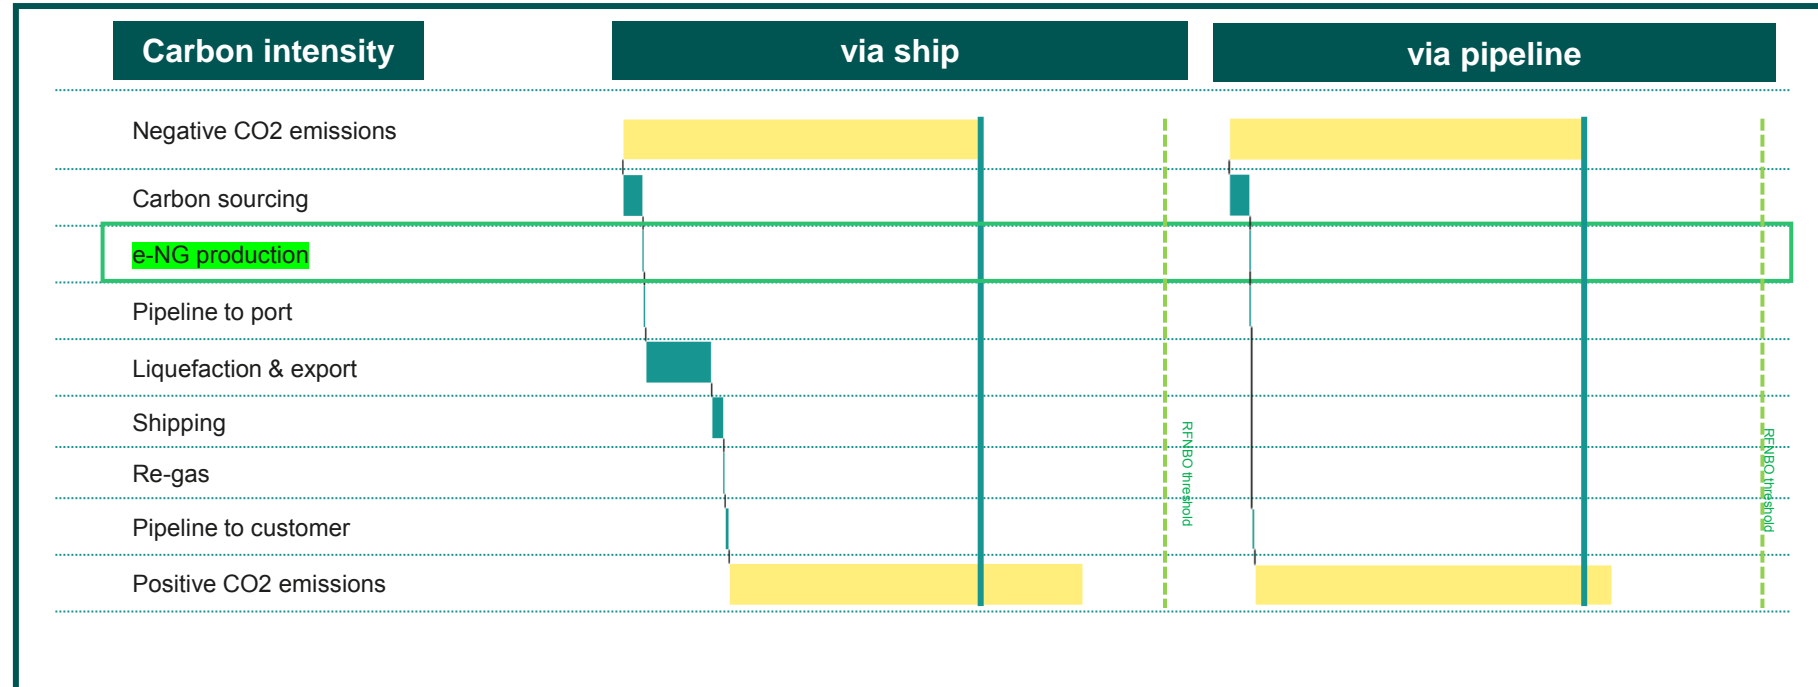 Carbon intensity
via ship
via pipeline
Negative CO2 emissions
Carbon sourcing
e-NG production
Pipeline to port
Liquefaction & export
Shipping
Re-gas
Pipeline to customer
Positive CO2 emissions
RFNBO threshold
RFNBO threshold